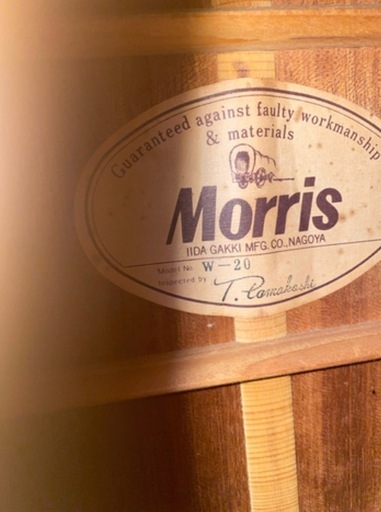 Guaranteed against faulty workmanship
& materials
Morris
IIDA GAKKI MFG. CO., NAGOYA
Model No. W-20
Inspected by T.